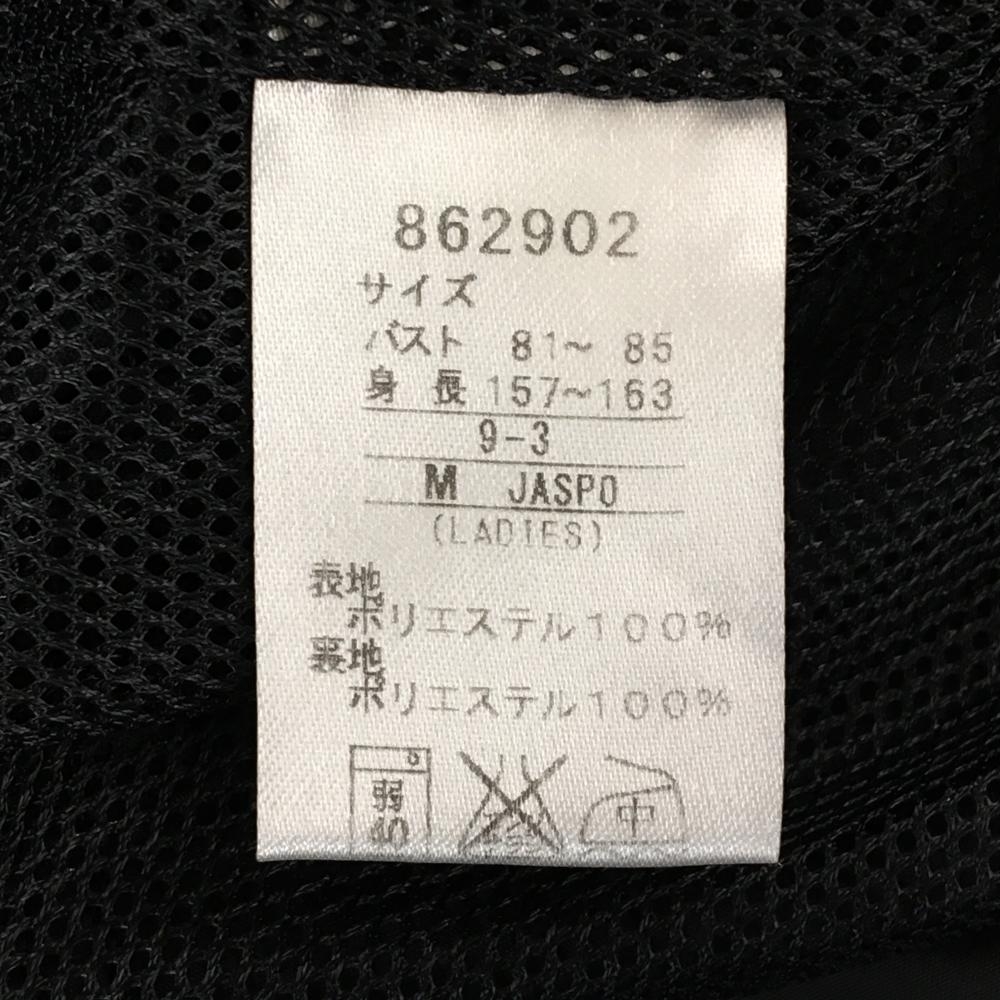 862902
サイズ
バスト 81～ 85
身 長 157～163
9-3
M JASPO
(LADIES)
表地
ポリエステル100%
裏地
ポリエステル100%
弱 中